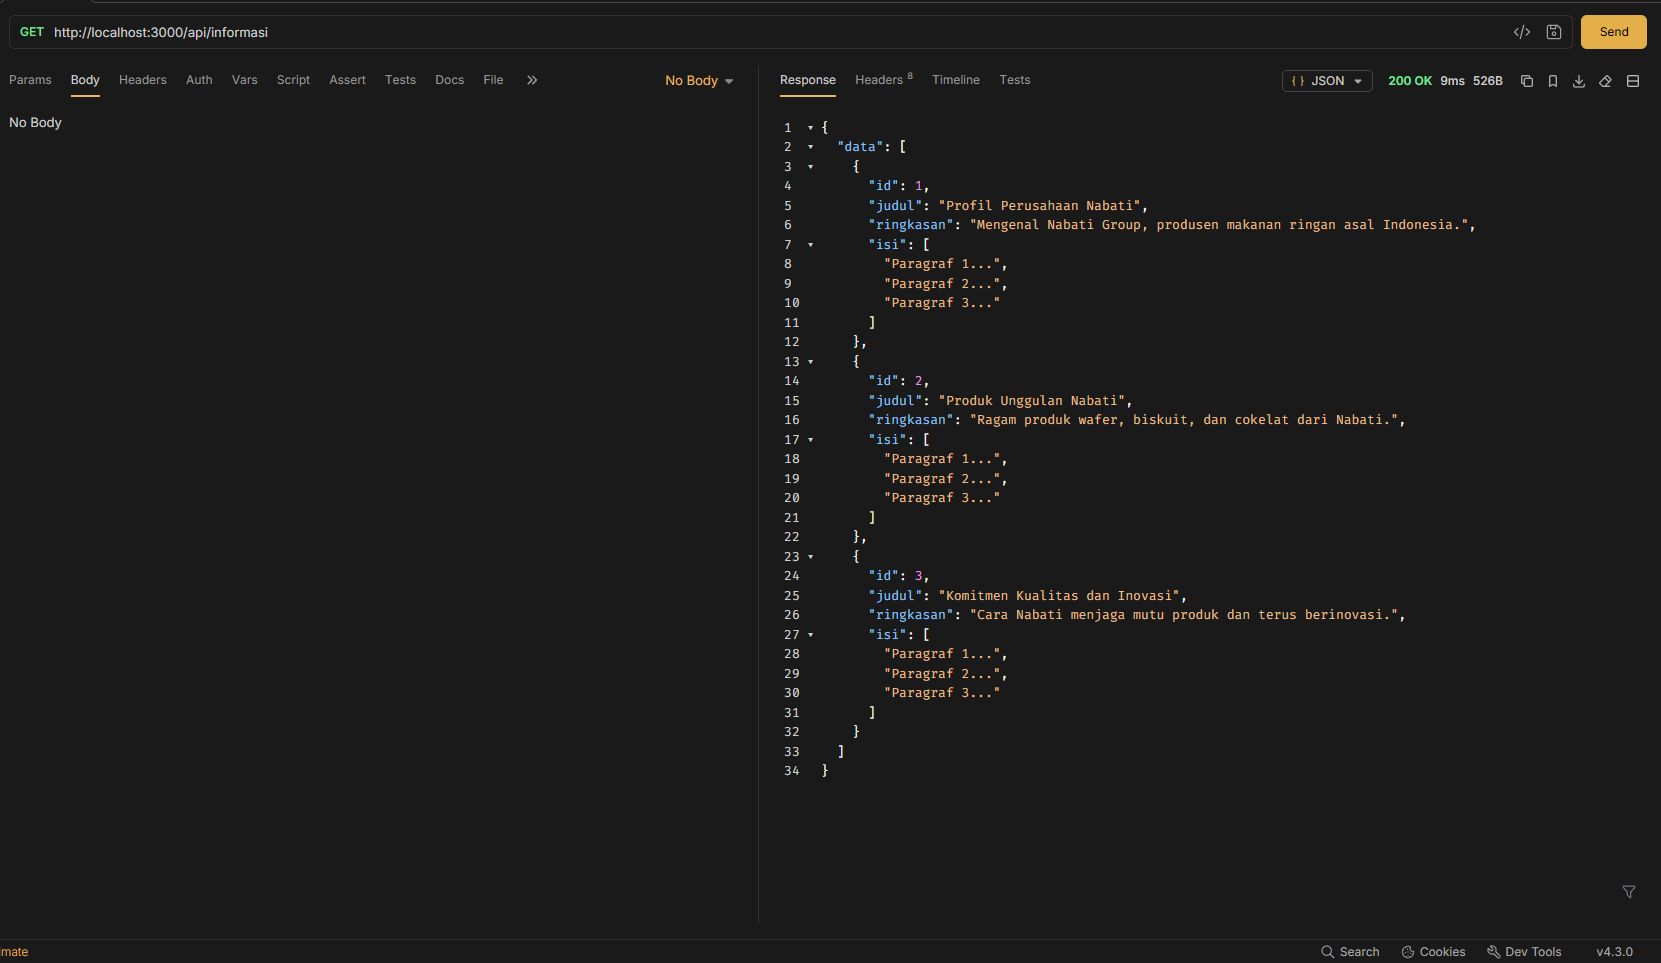 GET http://localhost:3000/api/informasi
Send
Params Body Headers Auth Vars Script Assert Tests Docs File
No Body
No Body
Response Headers 8 Timeline Tests
{ } JSON
200 OK 9ms 526B
1 {
2 "data": [
3 {
4 "id": 1,
5 "judul": "Profil Perusahaan Nabati",
6 "ringkasan": "Mengenal Nabati Group, produsen makanan ringan asal Indonesia.",
7 "isi": [
8 "Paragraf 1...",
9 "Paragraf 2...",
10 "Paragraf 3..."
11 ]
12 },
13 {
14 "id": 2,
15 "judul": "Produk Unggulan Nabati",
16 "ringkasan": "Ragam produk wafer, biskuit, dan cokelat dari Nabati.",
17 "isi": [
18 "Paragraf 1...",
19 "Paragraf 2...",
20 "Paragraf 3..."
21 ]
22 },
23 {
24 "id": 3,
25 "judul": "Komitmen Kualitas dan Inovasi",
26 "ringkasan": "Cara Nabati menjaga mutu produk dan terus berinovasi.",
27 "isi": [
28 "Paragraf 1...",
29 "Paragraf 2...",
30 "Paragraf 3..."
31 ]
32 }
33 ]
34 }
imate
Search Cookies Dev Tools v4.3.0